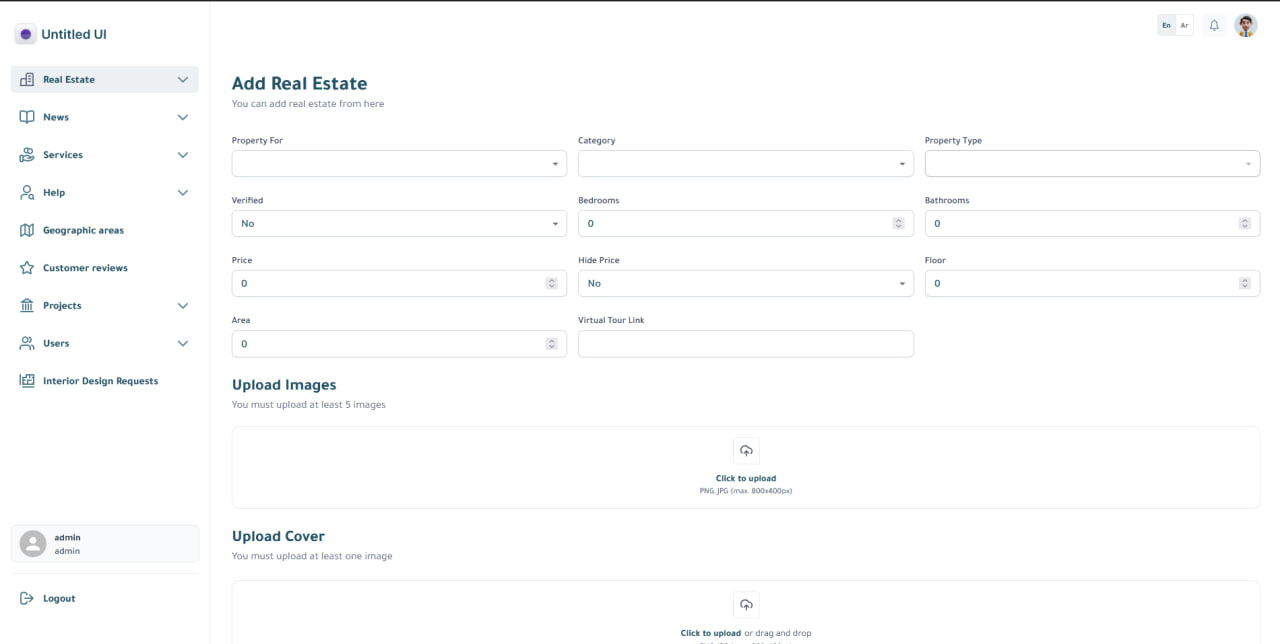 Untitled UI
En Ar
Real Estate
News
Services
Help
Geographic areas
Customer reviews
Projects
Users
Interior Design Requests
admin
admin
Logout
Add Real Estate
You can add real estate from here
Property For Category Property Type
Verified Bedrooms Bathrooms
No 0 0
Price Hide Price Floor
0 No 0
Area Virtual Tour Link
0
Upload Images
You must upload at least 5 images
Click to upload
PNG, JPG (max. 800x400px)
Upload Cover
You must upload at least one image
Click to upload or drag and drop